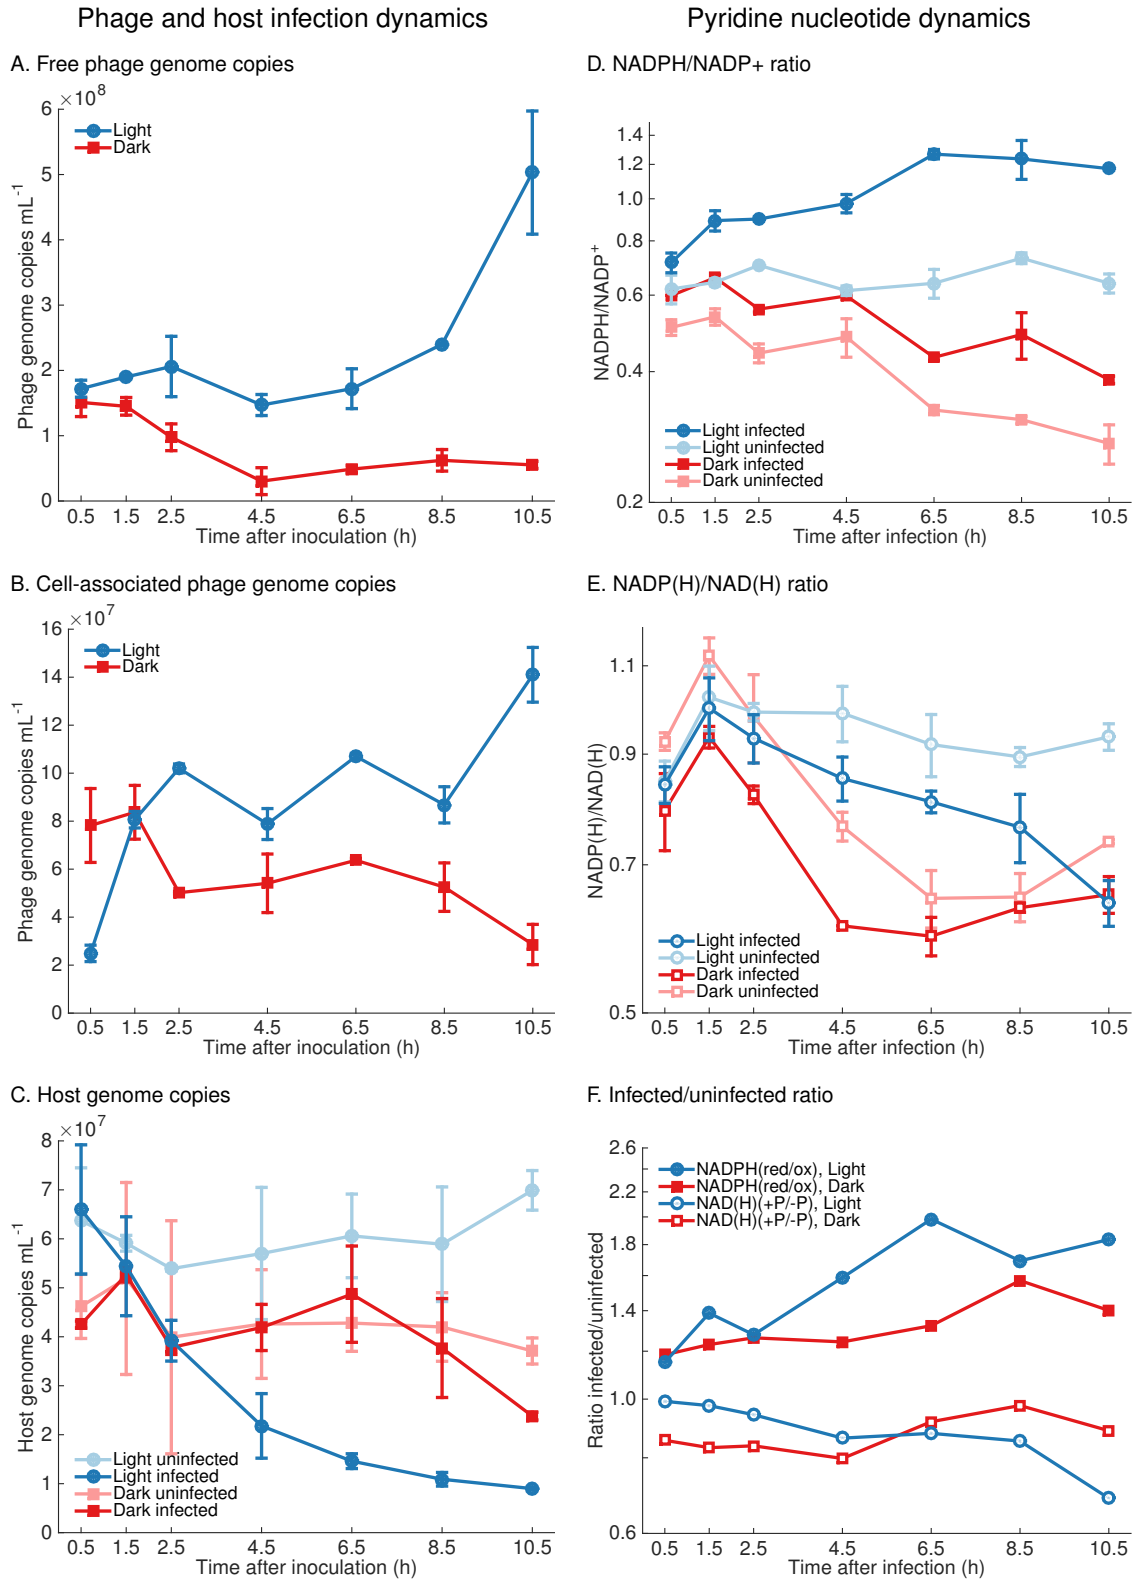 Phage and host infection dynamics
Pyridine nucleotide dynamics
A. Free phage genome copies
×10^8
6
5
4
3
2
1
0
Phage genome copies mL^-1
Light
Dark
0.5 1.5 2.5 4.5 6.5 8.5 10.5
Time after inoculation (h)
D. NADPH/NADP+ ratio
1.4
1.2
1.0
0.8
0.6
0.4
0.2
NADPH/NADP^+
Light infected
Light uninfected
Dark infected
Dark uninfected
0.5 1.5 2.5 4.5 6.5 8.5 10.5
Time after infection (h)
B. Cell-associated phage genome copies
×10^7
16
14
12
10
8
6
4
2
0
Phage genome copies mL^-1
Light
Dark
0.5 1.5 2.5 4.5 6.5 8.5 10.5
Time after inoculation (h)
E. NADP(H)/NAD(H) ratio
1.1
0.9
0.7
0.5
NADP(H)/NAD(H)
Light infected
Light uninfected
Dark infected
Dark uninfected
0.5 1.5 2.5 4.5 6.5 8.5 10.5
Time after infection (h)
C. Host genome copies
×10^7
8
7
6
5
4
3
2
1
0
Host genome copies mL^-1
Light uninfected
Light infected
Dark uninfected
Dark infected
0.5 1.5 2.5 4.5 6.5 8.5 10.5
Time after inoculation (h)
F. Infected/uninfected ratio
2.6
2.2
1.8
1.4
1.0
0.6
Ratio infected/uninfected
NADPH(red/ox), Light
NADPH(red/ox), Dark
NAD(H)(+P/-P), Light
NAD(H)(+P/-P), Dark
0.5 1.5 2.5 4.5 6.5 8.5 10.5
Time after infection (h)